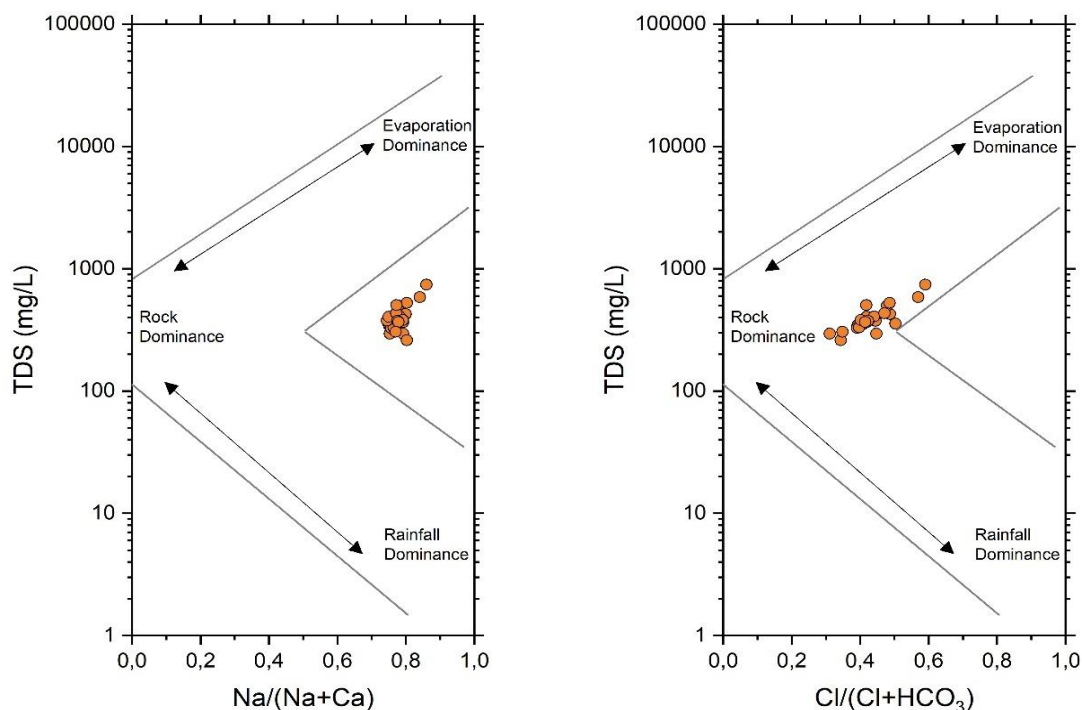 100000
10000
1000
100
10
1
TDS (mg/L)
Evaporation
Dominance
Rock
Dominance
Rainfall
Dominance
0,0 0,2 0,4 0,6 0,8 1,0
Na/(Na+Ca)
100000
10000
1000
100
10
1
TDS (mg/L)
Evaporation
Dominance
Rock
Dominance
Rainfall
Dominance
0,0 0,2 0,4 0,6 0,8 1,0
Cl/(Cl+HCO₃)